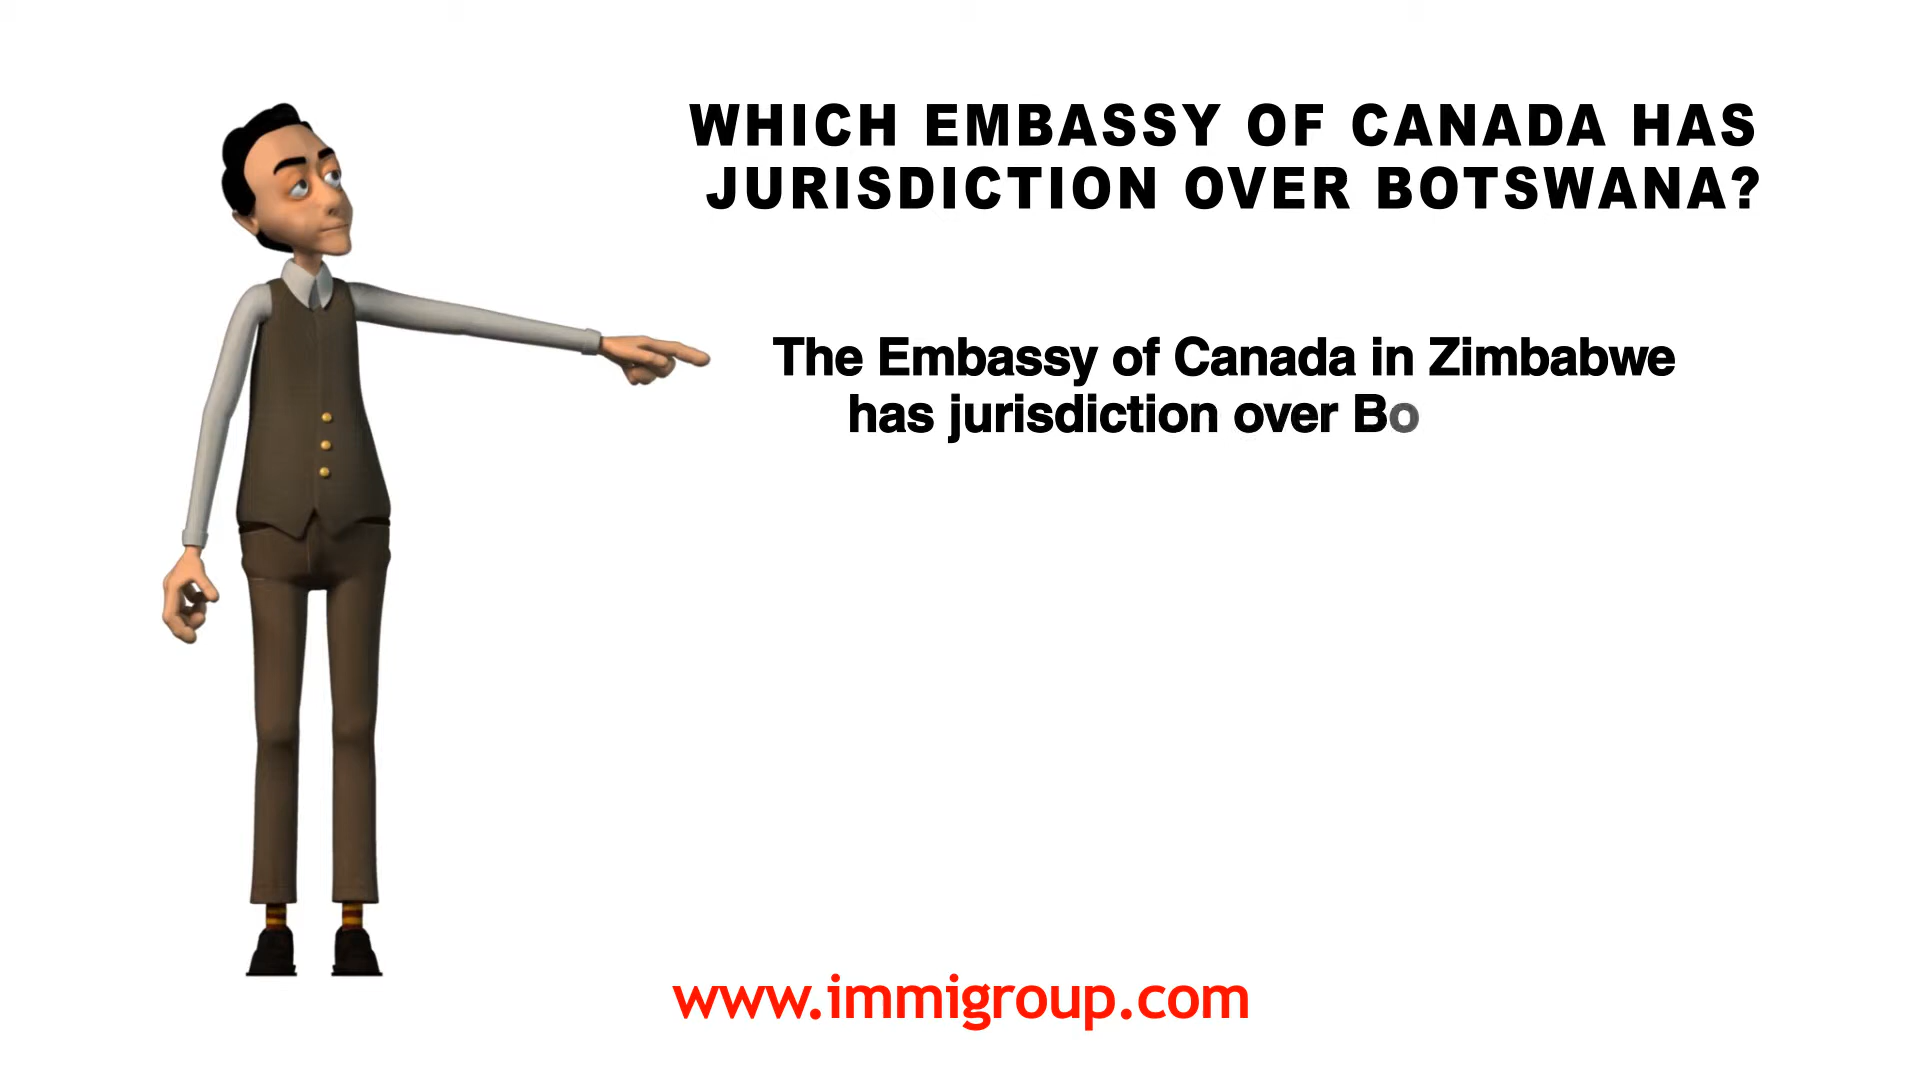 WHICH EMBASSY OF CANADA HAS
JURISDICTION OVER BOTSWANA?
The Embassy of Canada in Zimbabwe
has jurisdiction over Bo
www.immigroup.com